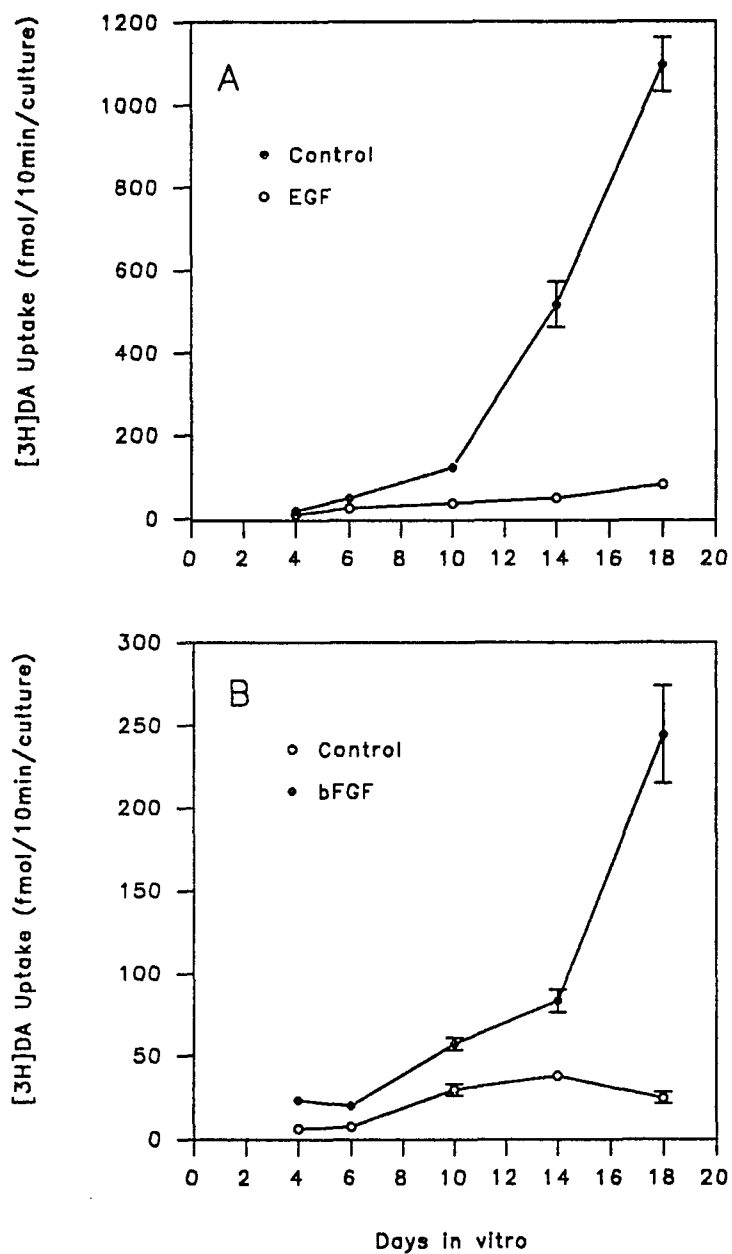 A
[3H]DA Uptake (fmol/10min/culture)
1200
1000
800
600
400
200
0
Control
EGF
0 2 4 6 8 10 12 14 16 18 20
B
[3H]DA Uptake (fmol/10min/culture)
300
250
200
150
100
50
0
Control
bFGF
0 2 4 6 8 10 12 14 16 18 20
Days in vitro